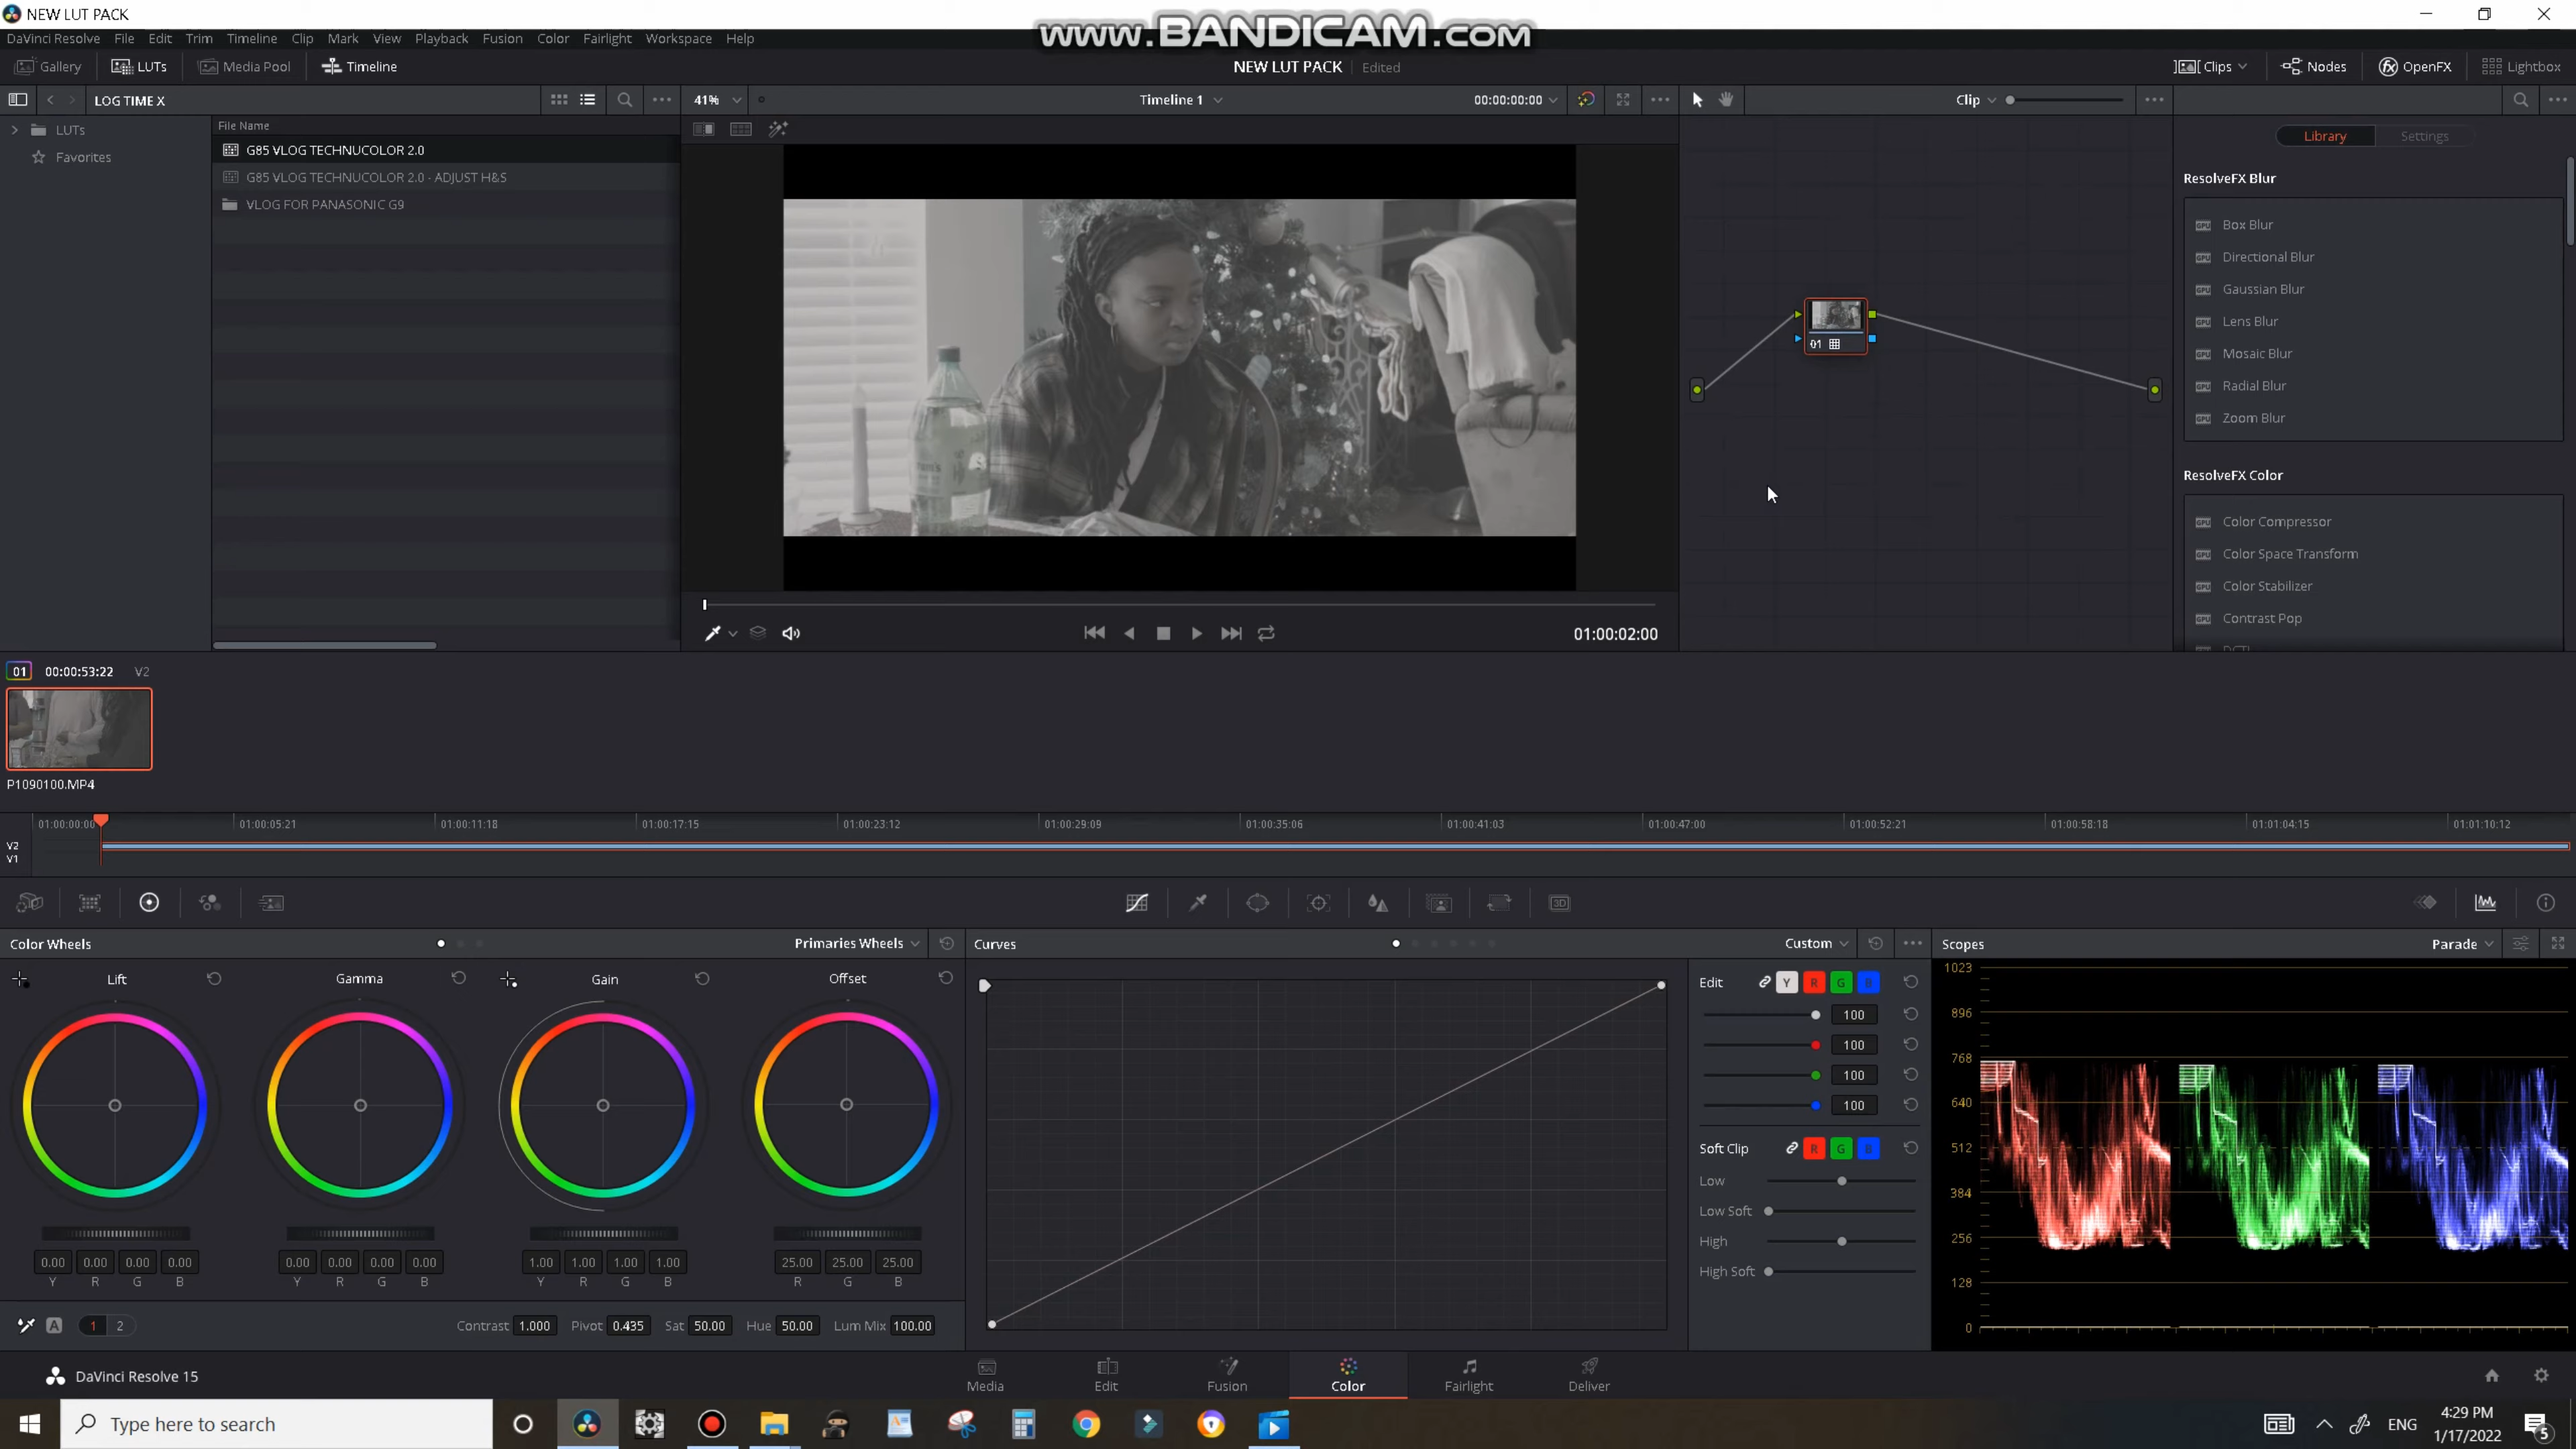 NEW LUT PACK
www.BANDICAM.com
DaVinci Resolve File Edit Trim Timeline Clip Mark View Playback Fusion Color Fairlight Workspace Help
Gallery LUTs Media Pool Timeline NEW LUT PACK Edited Clips Nodes OpenFX Lightbox
LOG TIME X 41% Timeline 1 00:00:00:00 Clip
LUTs
Favorites
File Name
G85 VLOG TECHNUCOLOR 2.0
G85 VLOG TECHNUCOLOR 2.0 - ADJUST H&S
VLOG FOR PANASONIC G9
01
Library Settings
ResolveFX Blur
Box Blur
Directional Blur
Gaussian Blur
Lens Blur
Mosaic Blur
Radial Blur
Zoom Blur
ResolveFX Color
Color Compressor
Color Space Transform
Color Stabilizer
Contrast Pop
01:00:02:00
01 00:00:53:22 V2
P1090100.MP4
01:00:00:00 01:00:05:21 01:00:11:18 01:00:17:15 01:00:23:12 01:00:29:09 01:00:35:06 01:00:41:03 01:00:47:00 01:00:52:21 01:00:58:18 01:01:04:15 01:01:10:12
V2
V1
3D
Color Wheels Primaries Wheels Curves Custom Scopes Parade
Lift Gamma Gain Offset
0.00 0.00 0.00 0.00 0.00 0.00 0.00 0.00 1.00 1.00 1.00 1.00 25.00 25.00 25.00
Y R G B Y R G B Y R G B R G B
A 1 2 Contrast 1.000 Pivot 0.435 Sat 50.00 Hue 50.00 Lum Mix 100.00
Edit Y R G B
100
100
100
100
Soft Clip R G B
Low
Low Soft
High
High Soft
1023
896
768
640
512
384
256
128
0
DaVinci Resolve 15
Media Edit Fusion Color Fairlight Deliver
Type here to search
ENG
4:29 PM
1/17/2022
5